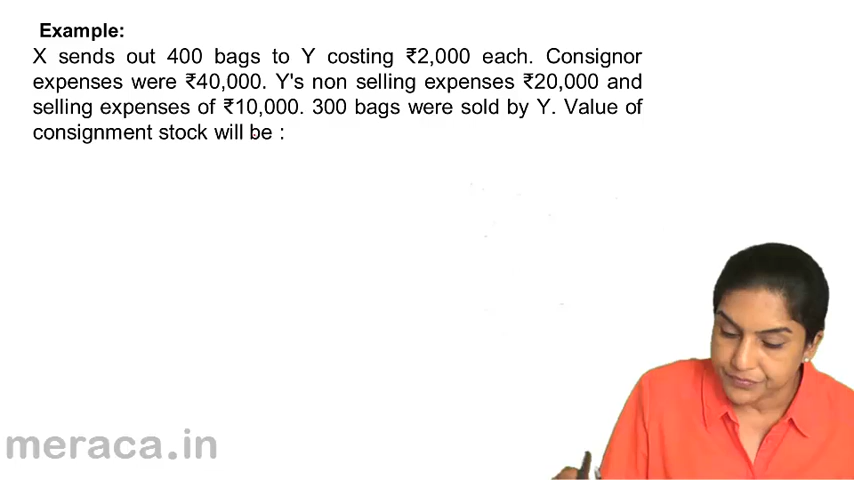 Example:
X sends out 400 bags to Y costing ₹2,000 each. Consignor
expenses were ₹40,000. Y's non selling expenses ₹20,000 and
selling expenses of ₹10,000. 300 bags were sold by Y. Value of
consignment stock will be :
meraca.in